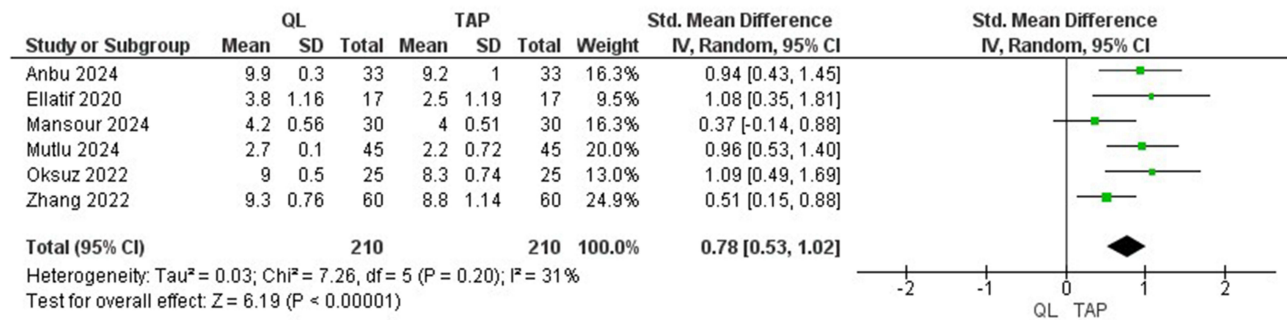 QL TAP Std. Mean Difference Std. Mean Difference
Study or Subgroup Mean SD Total Mean SD Total Weight IV, Random, 95% CI IV, Random, 95% CI
Anbu 2024 9.9 0.3 33 9.2 1 33 16.3% 0.94 [0.43, 1.45]
Ellatif 2020 3.8 1.16 17 2.5 1.19 17 9.5% 1.08 [0.35, 1.81]
Mansour 2024 4.2 0.56 30 4 0.51 30 16.3% 0.37 [-0.14, 0.88]
Mutlu 2024 2.7 0.1 45 2.2 0.72 45 20.0% 0.96 [0.53, 1.40]
Oksuz 2022 9 0.5 25 8.3 0.74 25 13.0% 1.09 [0.49, 1.69]
Zhang 2022 9.3 0.76 60 8.8 1.14 60 24.9% 0.51 [0.15, 0.88]
Total (95% CI) 210 210 100.0% 0.78 [0.53, 1.02]
Heterogeneity: Tau² = 0.03; Chi² = 7.26, df = 5 (P = 0.20); I² = 31%
Test for overall effect: Z = 6.19 (P < 0.00001)
-2 -1 0 1 2
QL TAP